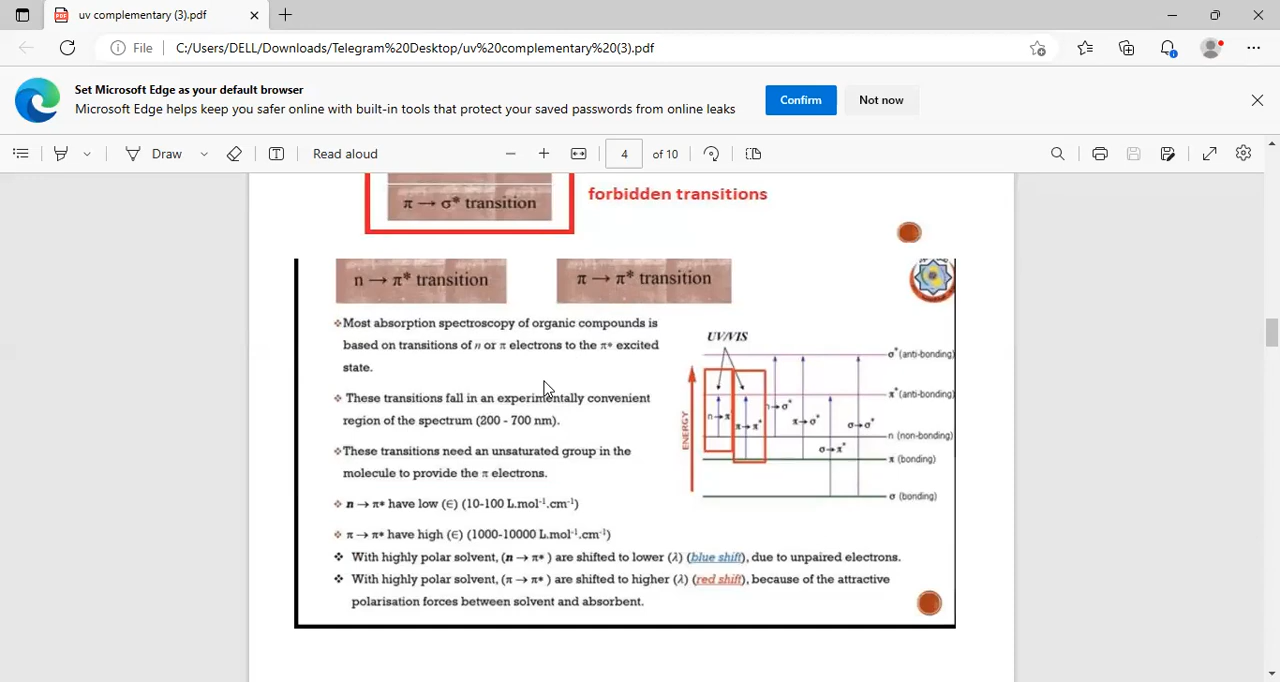 uv complementary (3).pdf
File
C:/Users/DELL/Downloads/Telegram%20Desktop/uv%20complementary%20(3).pdf
Set Microsoft Edge as your default browser
Microsoft Edge helps keep you safer online with built-in tools that protect your saved passwords from online leaks
Confirm
Not now
Draw
Read aloud
4 of 10
π → σ* transition
forbidden transitions
n → π* transition
π → π* transition
❖Most absorption spectroscopy of organic compounds is
based on transitions of n or π electrons to the π* excited
state.
❖ These transitions fall in an experimentally convenient
region of the spectrum (200 - 700 nm).
❖These transitions need an unsaturated group in the
molecule to provide the π electrons.
❖ n → π* have low (∈) (10-100 L.mol⁻¹.cm⁻¹)
❖ π → π* have high (∈) (1000-10000 L.mol⁻¹.cm⁻¹)
❖ With highly polar solvent, (n → π* ) are shifted to lower (λ) (blue shift), due to unpaired electrons.
❖ With highly polar solvent, (π → π* ) are shifted to higher (λ) (red shift), because of the attractive
polarisation forces between solvent and absorbent.
UV/VIS
ENERGY
σ* (anti-bonding)
π* (anti-bonding)
n (non-bonding)
π (bonding)
σ (bonding)
n→π
π→π*
n→σ*
π→σ*
σ→π*
σ→σ*